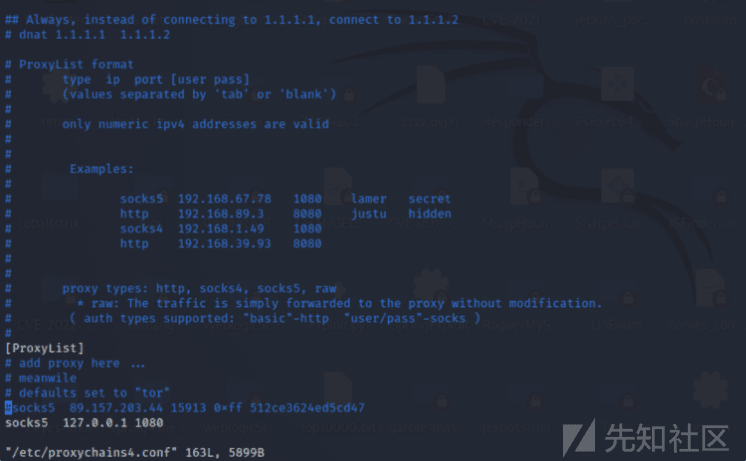 ## Always, instead of connecting to 1.1.1.1, connect to 1.1.1.2
# dnat 1.1.1.1  1.1.1.2

# ProxyList format
#       type  ip  port [user pass]
#       (values separated by 'tab' or 'blank')
#
#       only numeric ipv4 addresses are valid
#
#
#        Examples:
#
#               socks5  192.168.67.78   1080    lamer   secret
#               http    192.168.89.3    8080    justu   hidden
#               socks4  192.168.1.49    1080
#               http    192.168.39.93   8080
#
#
#       proxy types: http, socks4, socks5, raw
#         * raw: The traffic is simply forwarded to the proxy without modification.
#        ( auth types supported: "basic"-http  "user/pass"-socks )
#
[ProxyList]
# add proxy here ...
# meanwile
# defaults set to "tor"
#socks5  89.157.203.44 15913 0×ff 512ce3624ed5cd47
socks5  127.0.0.1 1080
"/etc/proxychains4.conf" 163L, 5899B
先知社区